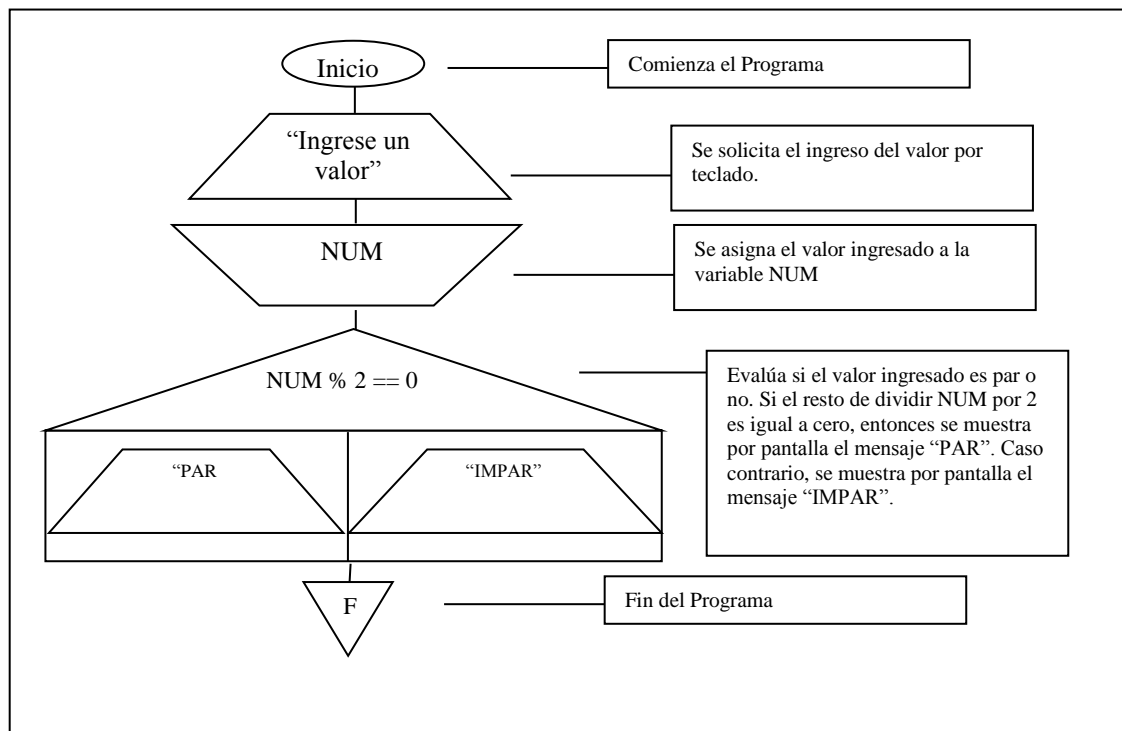 Inicio
Comienza el Programa
“Ingrese un
valor”
Se solicita el ingreso del valor por
teclado.
NUM
Se asigna el valor ingresado a la
variable NUM
NUM % 2 == 0
Evalúa si el valor ingresado es par o
no. Si el resto de dividir NUM por 2
es igual a cero, entonces se muestra
por pantalla el mensaje “PAR”. Caso
contrario, se muestra por pantalla el
mensaje “IMPAR”.
“PAR
“IMPAR”
F
Fin del Programa